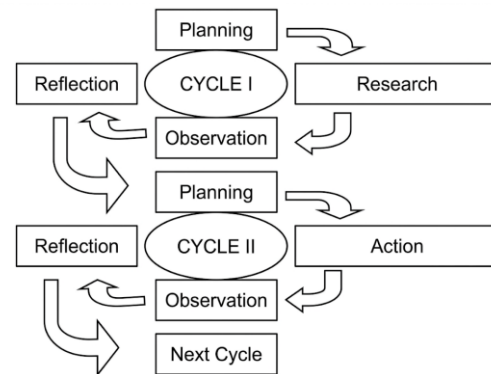 Planning
Reflection
CYCLE I
Research
Observation
Planning
Reflection
CYCLE II
Action
Observation
Next Cycle